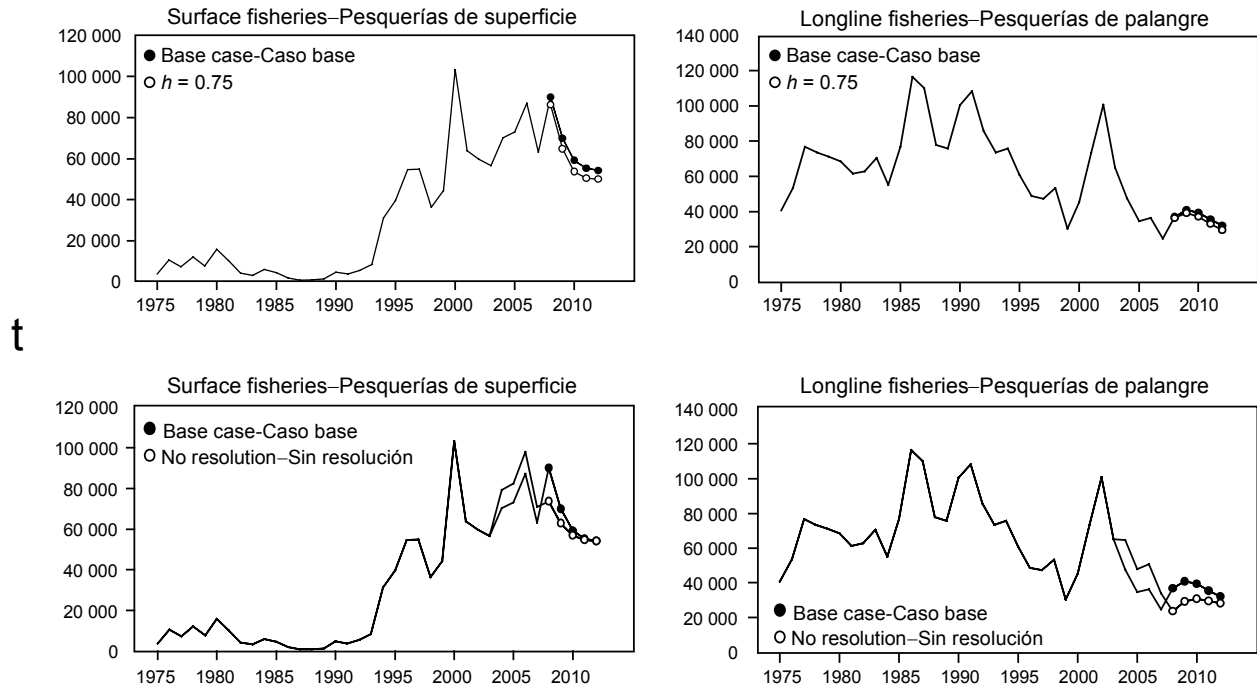 Surface fisheries–Pesquerías de superficie
120 000
100 000
80 000
60 000
40 000
20 000
0
Base case-Caso base
h = 0.75
1975 1980 1985 1990 1995 2000 2005 2010
Longline fisheries–Pesquerías de palangre
140 000
120 000
100 000
80 000
60 000
40 000
20 000
0
Base case-Caso base
h = 0.75
1975 1980 1985 1990 1995 2000 2005 2010
t
Surface fisheries–Pesquerías de superficie
120 000
100 000
80 000
60 000
40 000
20 000
0
Base case-Caso base
No resolution–Sin resolución
1975 1980 1985 1990 1995 2000 2005 2010
Longline fisheries–Pesquerías de palangre
140 000
120 000
100 000
80 000
60 000
40 000
20 000
0
Base case-Caso base
No resolution–Sin resolución
1975 1980 1985 1990 1995 2000 2005 2010